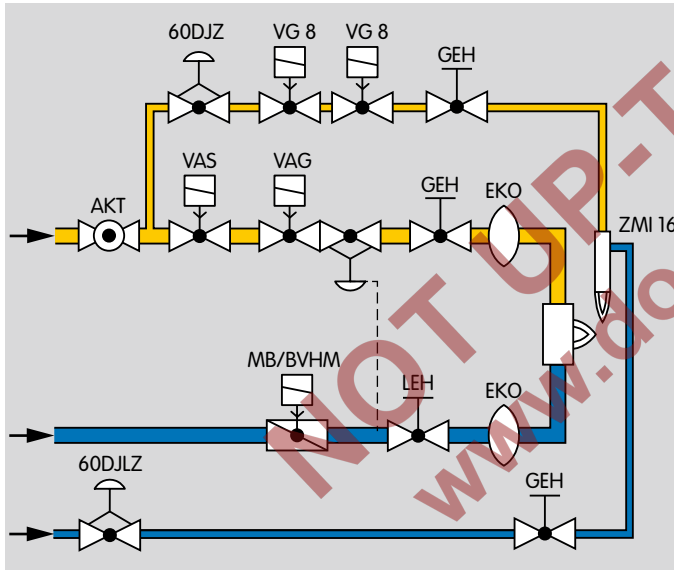 60DJZ VG 8 VG 8 GEH
VAS VAG GEH EKO
AKT ZMI 16
MB/BVHM LEH EKO
60DJLZ GEH
NOT UP-T
www.do